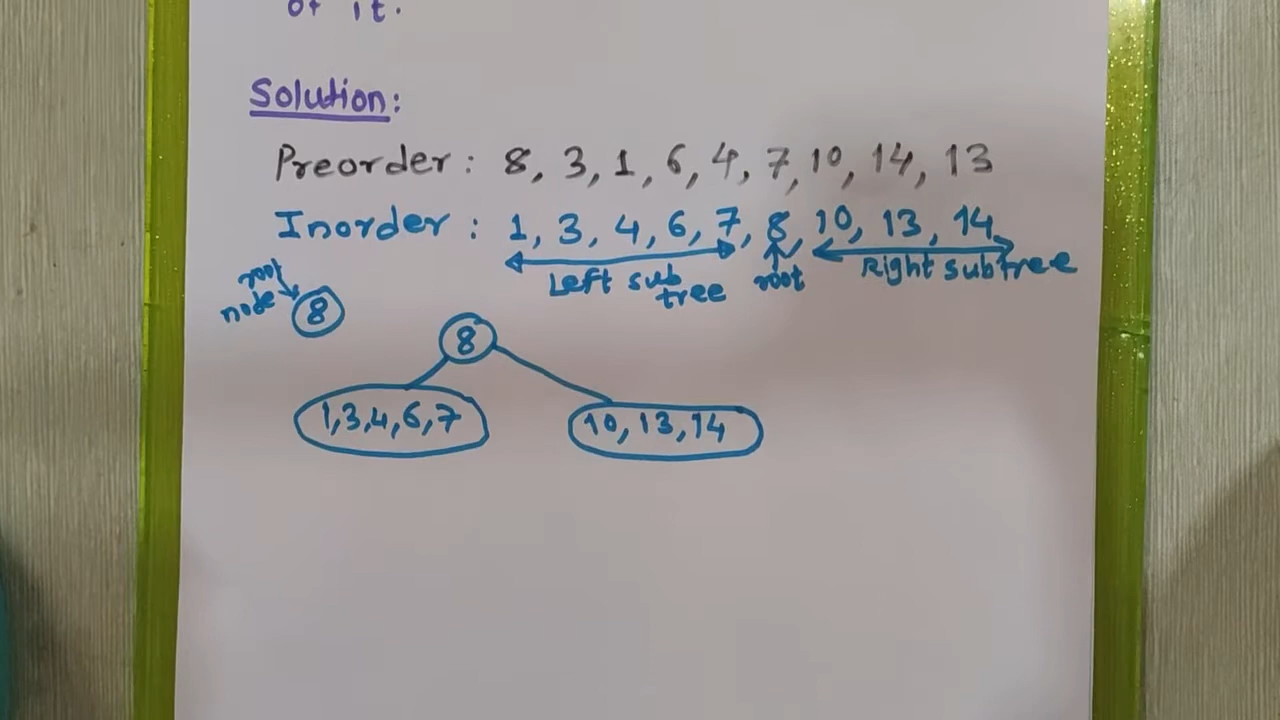 of it.
Solution:
Preorder: 8, 3, 1, 6, 4, 7, 10, 14, 13
Inorder: 1, 3, 4, 6, 7, 8, 10, 13, 14
Left sub tree
root
Right subtree
root node
8
8
1,3,4,6,7
10, 13, 14